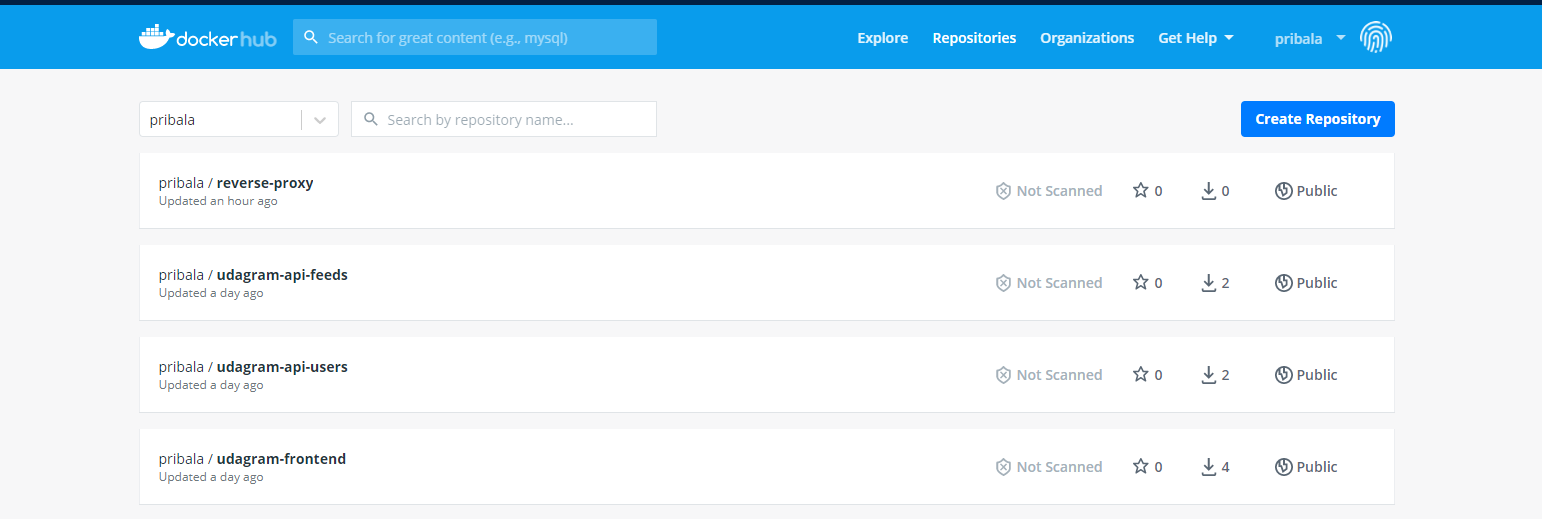 docker hub
Search for great content (e.g., mysql)
Explore
Repositories
Organizations
Get Help
pribala
pribala
Search by repository name...
Create Repository
pribala / reverse-proxy
Updated an hour ago
Not Scanned
0
0
Public
pribala / udagram-api-feeds
Updated a day ago
Not Scanned
0
2
Public
pribala / udagram-api-users
Updated a day ago
Not Scanned
0
2
Public
pribala / udagram-frontend
Updated a day ago
Not Scanned
0
4
Public